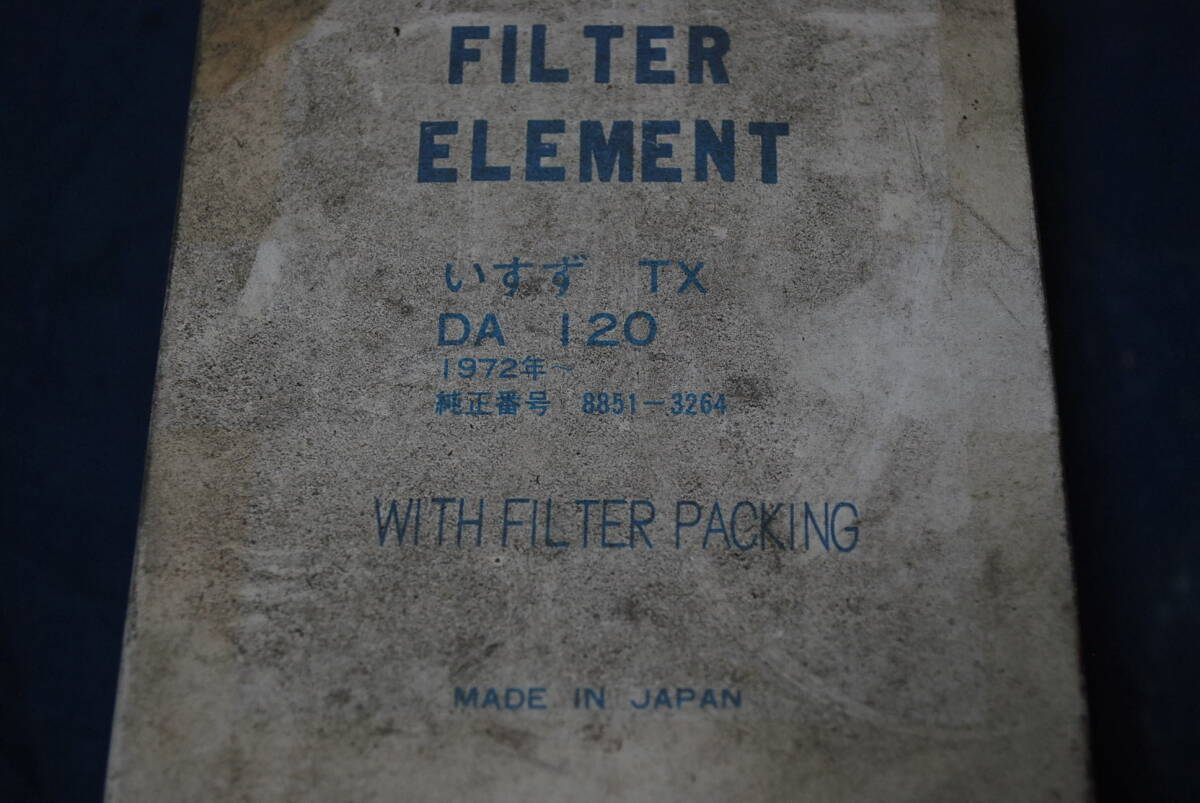 FILTER
ELEMENT
いすず TX
DA 120
1972年~
純正番号 8851-3264
WITH FILTER PACKING
MADE IN JAPAN